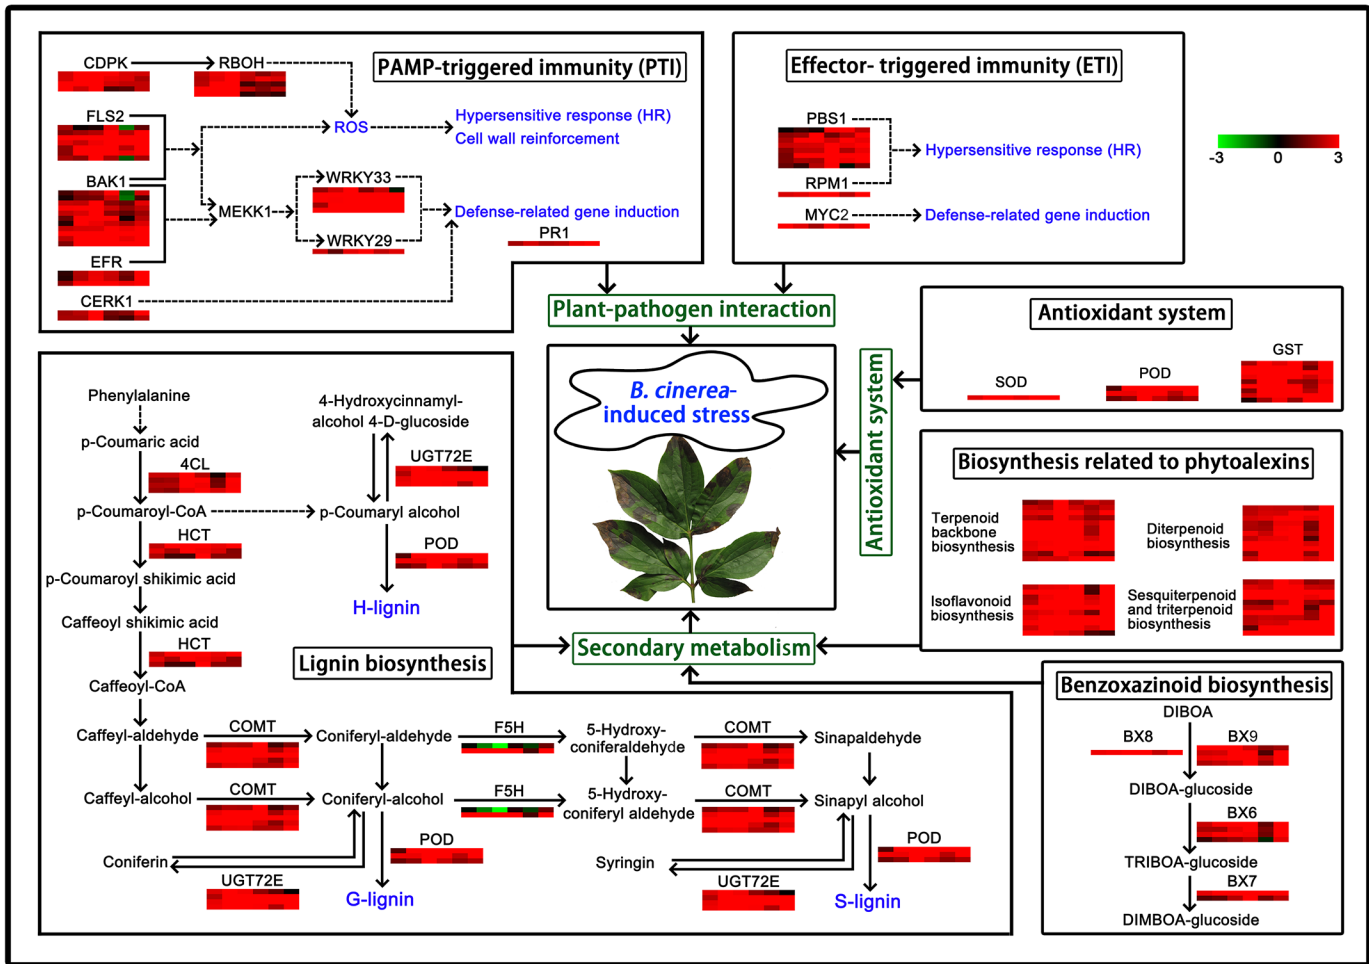 PAMP-triggered immunity (PTI)
CDPK
RBOH
FLS2
ROS
Hypersensitive response (HR)
Cell wall reinforcement
BAK1
MEKK1
WRKY33
WRKY29
Defense-related gene induction
PR1
EFR
CERK1
Effector- triggered immunity (ETI)
PBS1
Hypersensitive response (HR)
RPM1
MYC2
Defense-related gene induction
-3
0
3
Plant-pathogen interaction
B. cinerea-
induced stress
Antioxidant system
Antioxidant system
SOD
POD
GST
Biosynthesis related to phytoalexins
Terpenoid
backbone
biosynthesis
Diterpenoid
biosynthesis
Isoflavonoid
biosynthesis
Sesquiterpenoid
and triterpenoid
biosynthesis
Secondary metabolism
Lignin biosynthesis
Phenylalanine
p-Coumaric acid
4CL
p-Coumaroyl-CoA
HCT
p-Coumaroyl shikimic acid
Caffeoyl shikimic acid
HCT
Caffeoyl-CoA
4-Hydroxycinnamyl-
alcohol 4-D-glucoside
UGT72E
p-Coumaryl alcohol
POD
H-lignin
Caffeyl-aldehyde
COMT
Coniferyl-aldehyde
F5H
5-Hydroxy-
coniferaldehyde
COMT
Sinapaldehyde
Caffeyl-alcohol
COMT
Coniferyl-alcohol
F5H
5-Hydroxy-
coniferyl aldehyde
COMT
Sinapyl alcohol
Coniferin
POD
UGT72E
G-lignin
Syringin
POD
UGT72E
S-lignin
Benzoxazinoid biosynthesis
DIBOA
BX8
BX9
DIBOA-glucoside
BX6
TRIBOA-glucoside
BX7
DIMBOA-glucoside